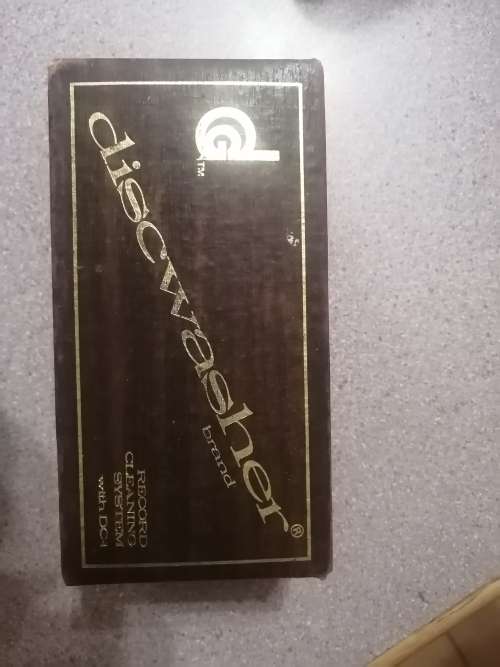 d
TM
discwasher®
brand
RECORD
CLEANING
SYSTEM
with DC-1